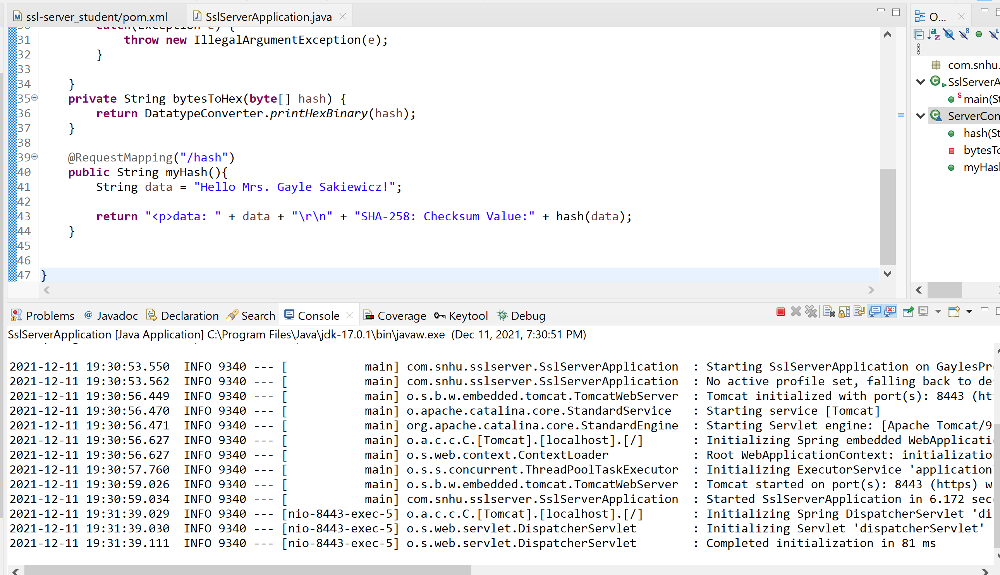 ssl-server_student/pom.xml
SslServerApplication.java
O...
catch(Exception e) {
31 throw new IllegalArgumentException(e);
32 }
33
34 }
35 private String bytesToHex(byte[] hash) {
36 return DatatypeConverter.printHexBinary(hash);
37 }
38
39 @RequestMapping("/hash")
40 public String myHash(){
41 String data = "Hello Mrs. Gayle Sakiewicz!";
42
43 return "<p>data: " + data + "\r\n" + "SHA-258: Checksum Value:" + hash(data);
44 }
45
46
47 }
com.snhu.
SslServerA
main(St
ServerCon
hash(St
bytesTo
myHash
Problems Javadoc Declaration Search Console Coverage Keytool Debug
SslServerApplication [Java Application] C:\Program Files\Java\jdk-17.0.1\bin\javaw.exe (Dec 11, 2021, 7:30:51 PM)
2021-12-11 19:30:53.550 INFO 9340 --- [ main] com.snhu.sslserver.SslServerApplication : Starting SslServerApplication on GaylesPr
2021-12-11 19:30:53.562 INFO 9340 --- [ main] com.snhu.sslserver.SslServerApplication : No active profile set, falling back to de
2021-12-11 19:30:56.449 INFO 9340 --- [ main] o.s.b.w.embedded.tomcat.TomcatWebServer : Tomcat initialized with port(s): 8443 (ht
2021-12-11 19:30:56.470 INFO 9340 --- [ main] o.apache.catalina.core.StandardService : Starting service [Tomcat]
2021-12-11 19:30:56.471 INFO 9340 --- [ main] org.apache.catalina.core.StandardEngine : Starting Servlet engine: [Apache Tomcat/9
2021-12-11 19:30:56.627 INFO 9340 --- [ main] o.a.c.c.C.[Tomcat].[localhost].[/] : Initializing Spring embedded WebApplicati
2021-12-11 19:30:56.627 INFO 9340 --- [ main] o.s.web.context.ContextLoader : Root WebApplicationContext: initialization
2021-12-11 19:30:57.760 INFO 9340 --- [ main] o.s.s.concurrent.ThreadPoolTaskExecutor : Initializing ExecutorService 'application
2021-12-11 19:30:59.026 INFO 9340 --- [ main] o.s.b.w.embedded.tomcat.TomcatWebServer : Tomcat started on port(s): 8443 (https) w
2021-12-11 19:30:59.034 INFO 9340 --- [ main] com.snhu.sslserver.SslServerApplication : Started SslServerApplication in 6.172 sec
2021-12-11 19:31:39.029 INFO 9340 --- [nio-8443-exec-5] o.a.c.c.C.[Tomcat].[localhost].[/] : Initializing Spring DispatcherServlet 'di
2021-12-11 19:31:39.030 INFO 9340 --- [nio-8443-exec-5] o.s.web.servlet.DispatcherServlet : Initializing Servlet 'dispatcherServlet'
2021-12-11 19:31:39.111 INFO 9340 --- [nio-8443-exec-5] o.s.web.servlet.DispatcherServlet : Completed initialization in 81 ms